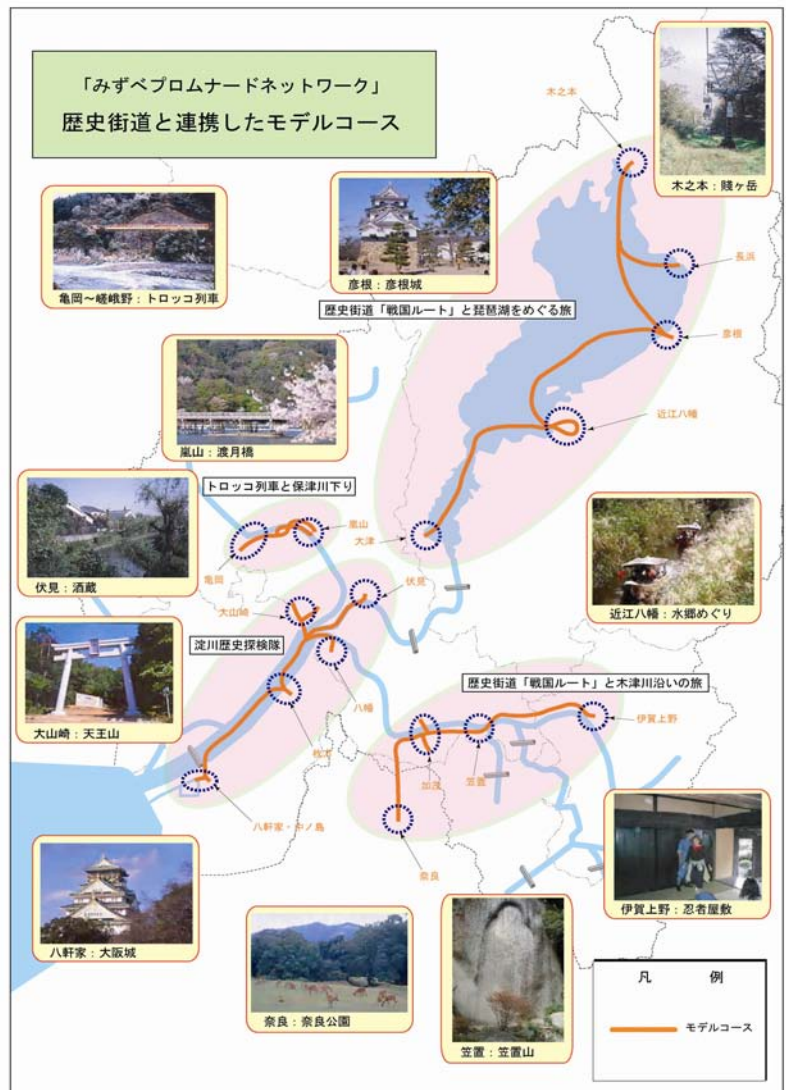 「みずべプロムナードネットワーク」
歴史街道と連携したモデルコース
木之本
木之本：賤ヶ岳
亀岡～嵯峨野：トロッコ列車
彦根：彦根城
長浜
歴史街道「戦国ルート」と琵琶湖をめぐる旅
彦根
近江八幡
嵐山：渡月橋
トロッコ列車と保津川下り
嵐山
大津
亀岡
伏見：酒蔵
伏見
大山崎
近江八幡：水郷めぐり
淀川歴史探検隊
歴史街道「戦国ルート」と木津川沿いの旅
八幡
大山崎：天王山
伊賀上野
枚方
加茂
笠置
八軒家・中ノ島
奈良
八軒家：大阪城
伊賀上野：忍者屋敷
奈良：奈良公園
笠置：笠置山
凡　例
モデルコース